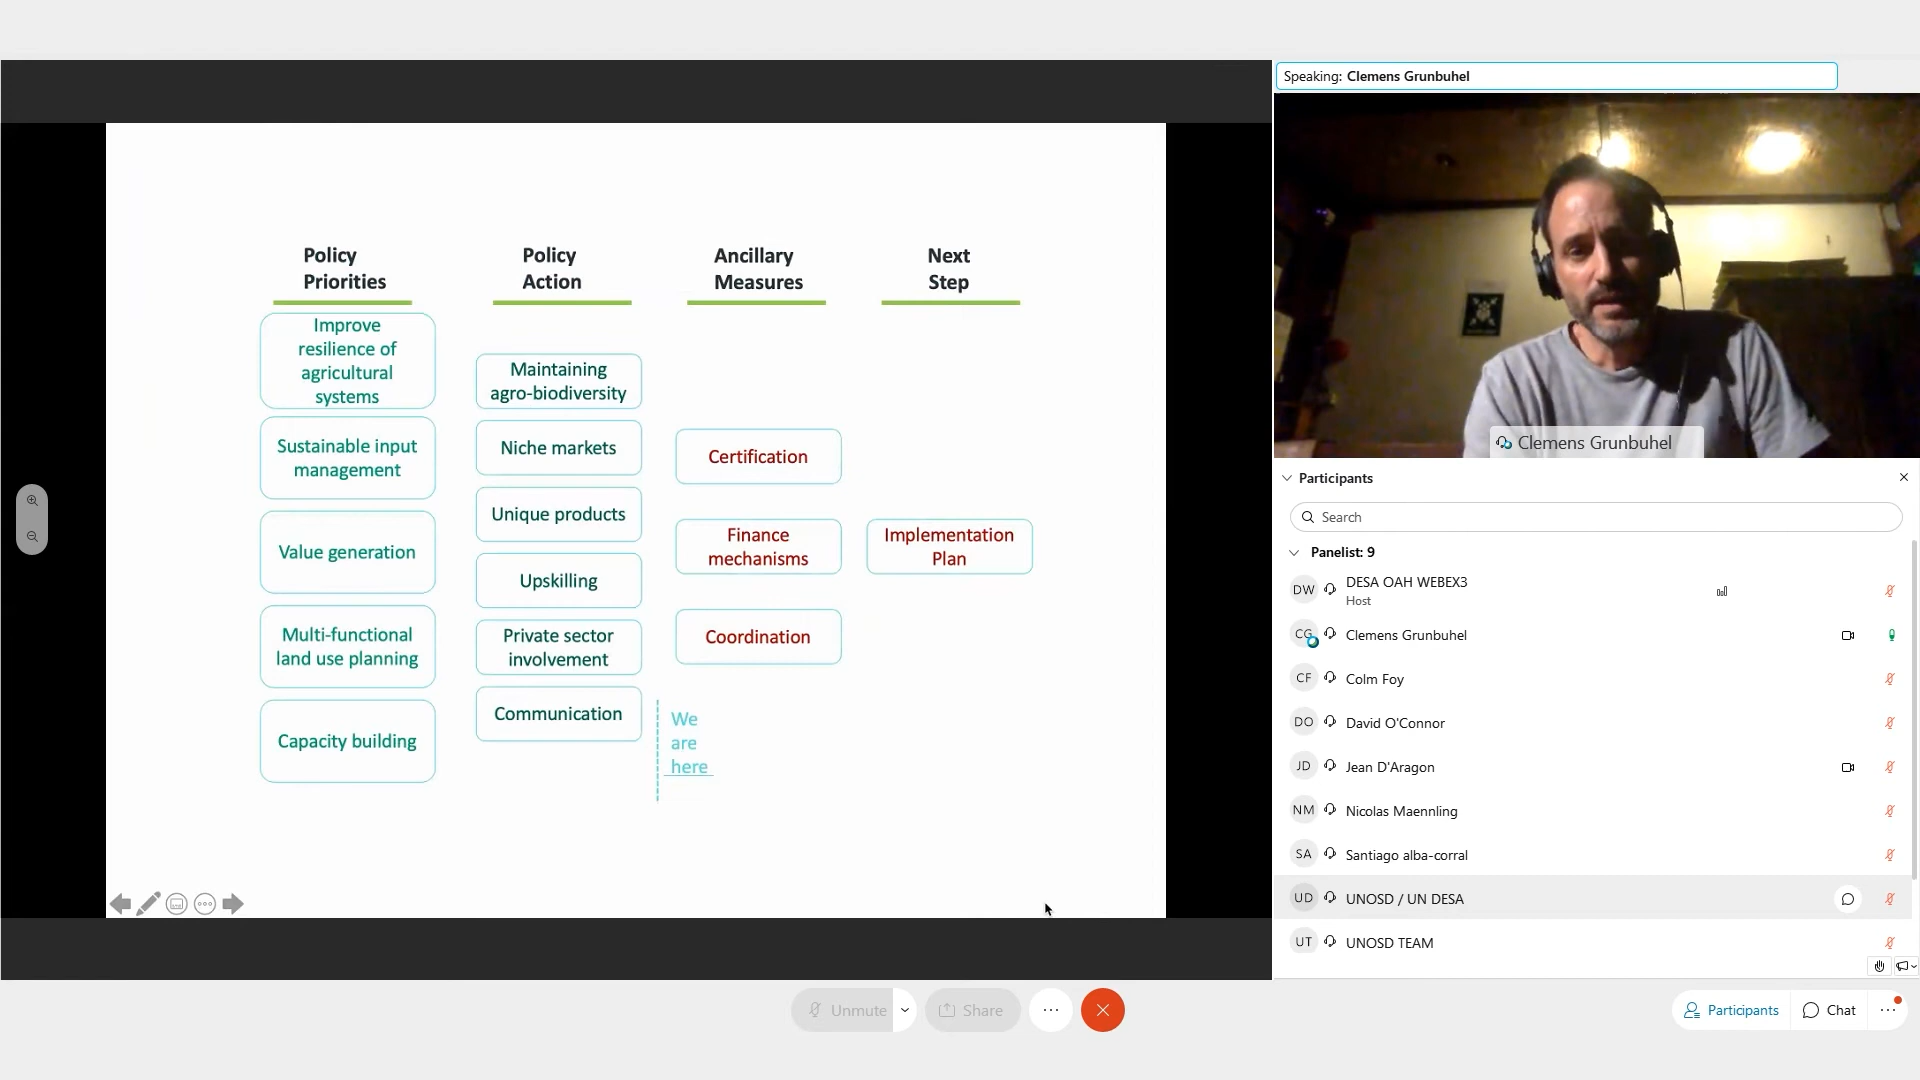 Speaking: Clemens Grunbuhel
Policy
Priorities
Policy
Action
Ancillary
Measures
Next
Step
Improve
resilience of
agricultural
systems
Sustainable input
management
Value generation
Multi-functional
land use planning
Capacity building
Maintaining
agro-biodiversity
Niche markets
Unique products
Upskilling
Private sector
involvement
Communication
Certification
Finance
mechanisms
Coordination
We
are
here
Implementation
Plan
Clemens Grunbuhel
Participants
Search
Panelist: 9
DW DESA OAH WEBEX3
Host
CG Clemens Grunbuhel
CF Colm Foy
DO David O'Connor
JD Jean D'Aragon
NM Nicolas Maennling
SA Santiago alba-corral
UD UNOSD / UN DESA
UT UNOSD TEAM
Unmute
Share
Participants
Chat